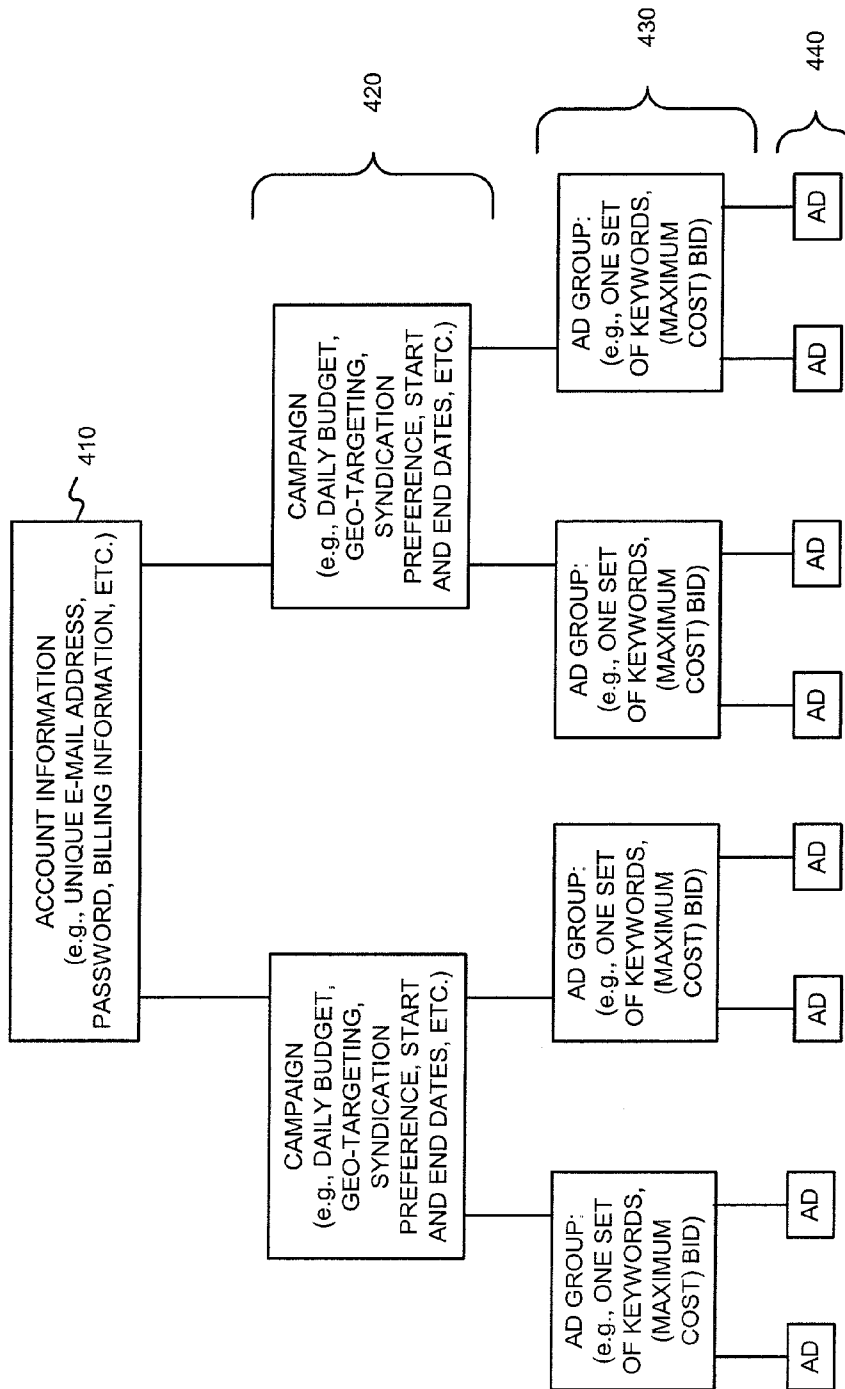 ACCOUNT INFORMATION
(e.g., UNIQUE E-MAIL ADDRESS,
PASSWORD, BILLING INFORMATION, ETC.)
410
CAMPAIGN
(e.g., DAILY BUDGET,
GEO-TARGETING,
SYNDICATION
PREFERENCE, START
AND END DATES, ETC.)
CAMPAIGN
(e.g., DAILY BUDGET,
GEO-TARGETING,
SYNDICATION
PREFERENCE, START
AND END DATES, ETC.)
420
AD GROUP:
(e.g., ONE SET
OF KEYWORDS,
(MAXIMUM
COST) BID)
AD GROUP:
(e.g., ONE SET
OF KEYWORDS,
(MAXIMUM
COST) BID)
AD GROUP:
(e.g., ONE SET
OF KEYWORDS,
(MAXIMUM
COST) BID)
AD GROUP:
(e.g., ONE SET
OF KEYWORDS,
(MAXIMUM
COST) BID)
430
AD
AD
AD
AD
AD
AD
AD
AD
440